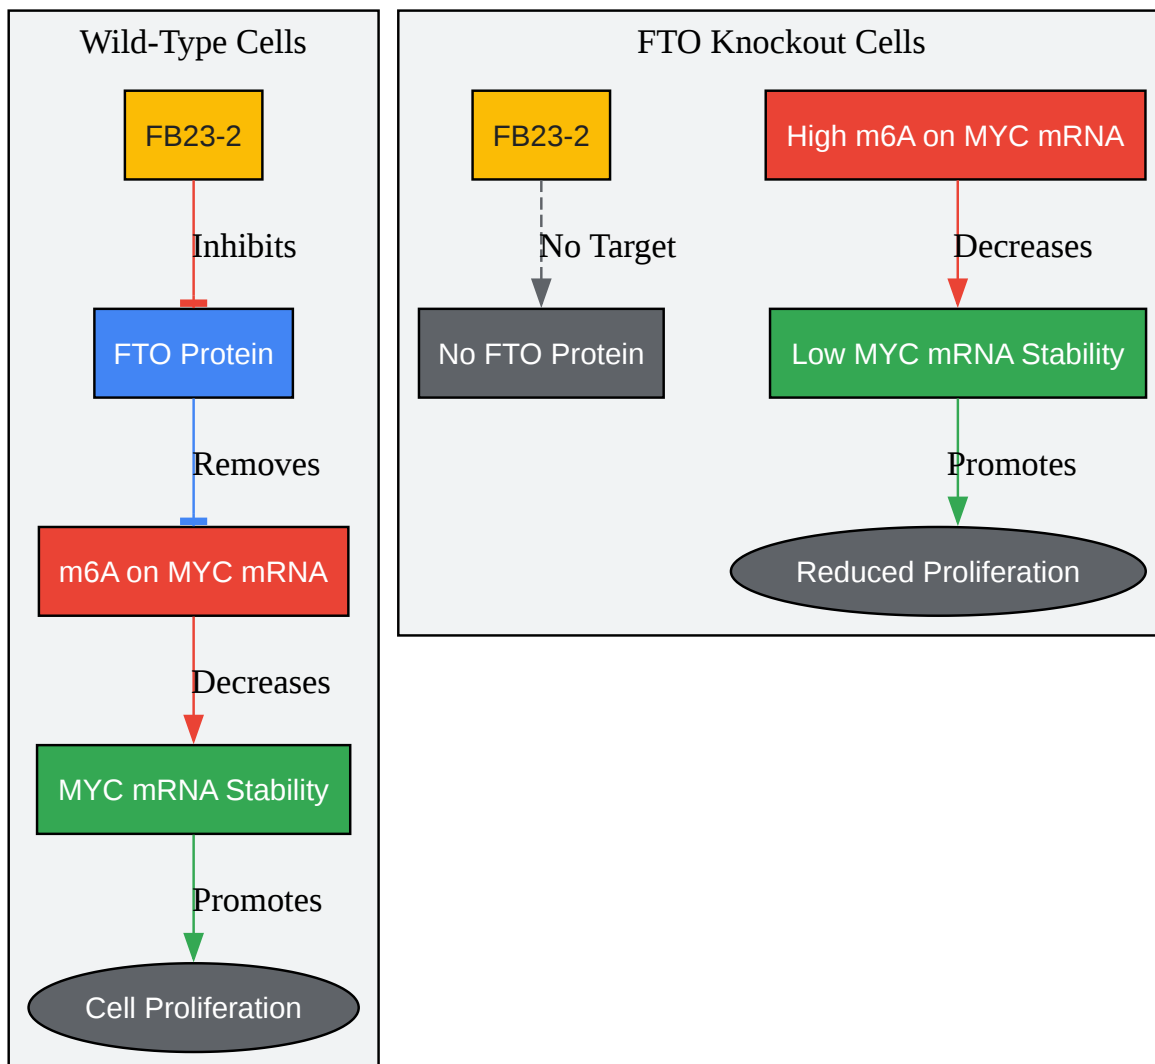 Wild-Type Cells
FB23-2
Inhibits
FTO Protein
Removes
m6A on MYC mRNA
Decreases
MYC mRNA Stability
Promotes
Cell Proliferation
FTO Knockout Cells
FB23-2
No Target
No FTO Protein
High m6A on MYC mRNA
Decreases
Low MYC mRNA Stability
Promotes
Reduced Proliferation